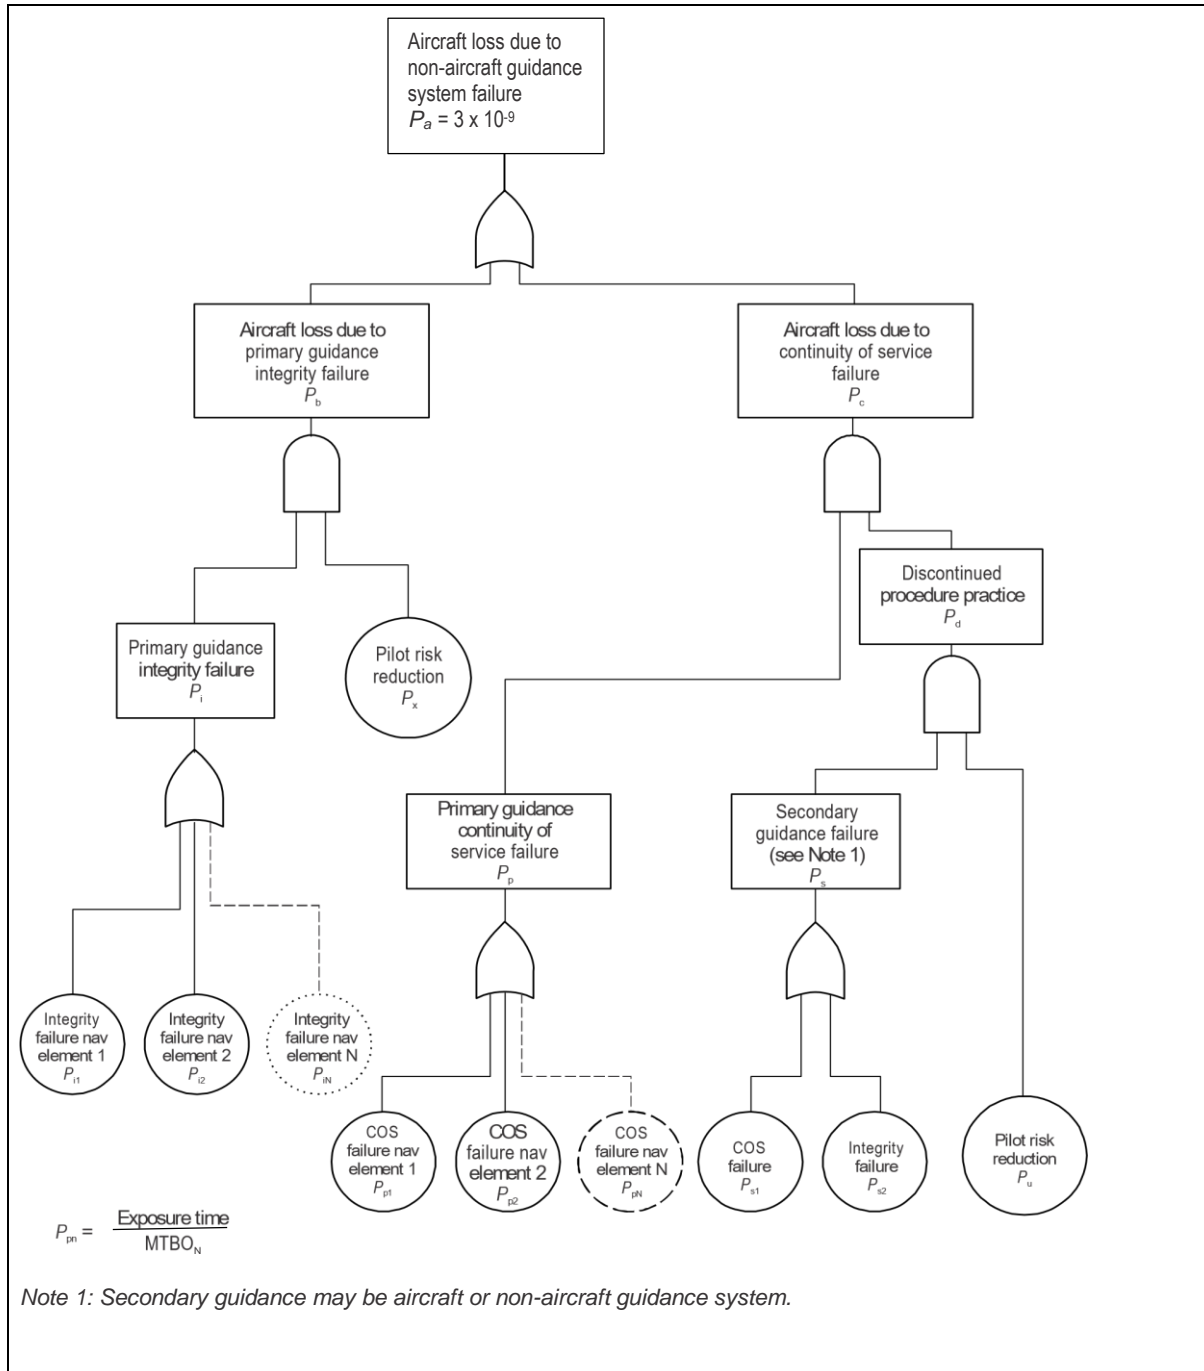 Aircraft loss due to
non-aircraft guidance
system failure
Pa = 3 x 10-9
Aircraft loss due to
primary guidance
integrity failure
Pb
Aircraft loss due to
continuity of service
failure
Pc
Discontinued
procedure practice
Pd
Primary guidance
integrity failure
Pi
Pilot risk
reduction
Px
Primary guidance
continuity of
service failure
Pp
Secondary
guidance failure
(see Note 1)
Ps
Integrity
failure nav
element 1
Pi1
Integrity
failure nav
element 2
Pi2
Integrity
failure nav
element N
PiN
COS
failure nav
element 1
Pp1
COS
failure nav
element 2
Pp2
COS
failure nav
element N
PpN
COS
failure
Ps1
Integrity
failure
Ps2
Pilot risk
reduction
Pu
Ppn = Exposure time
MTBON
Note 1: Secondary guidance may be aircraft or non-aircraft guidance system.